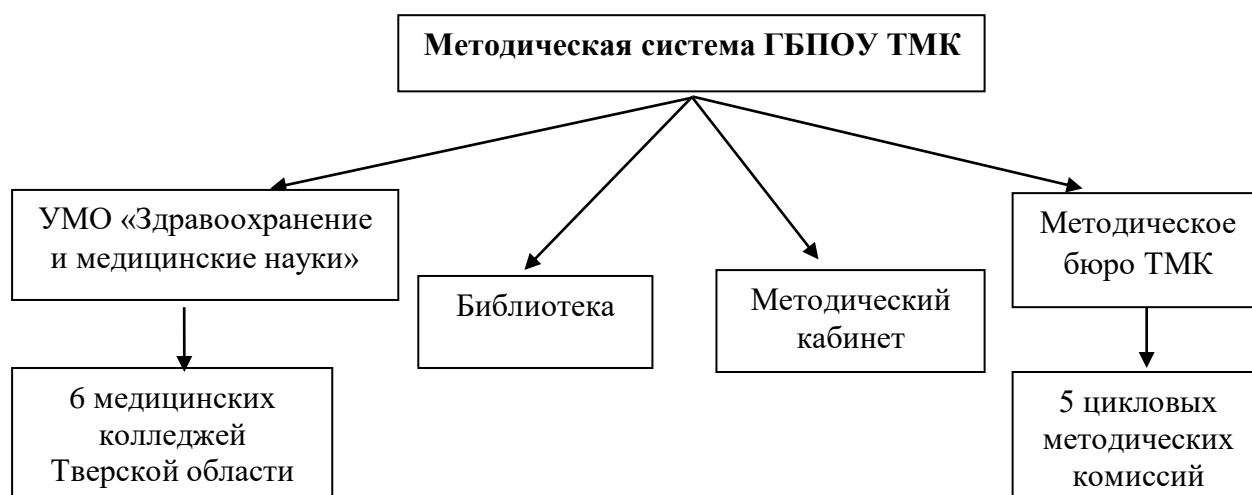 Методическая система ГБПОУ ТМК
УМО «Здравоохранение
и медицинские науки»
Библиотека
Методический
кабинет
Методическое
бюро ТМК
6 медицинских
колледжей
Тверской области
5 цикловых
методических
комиссий